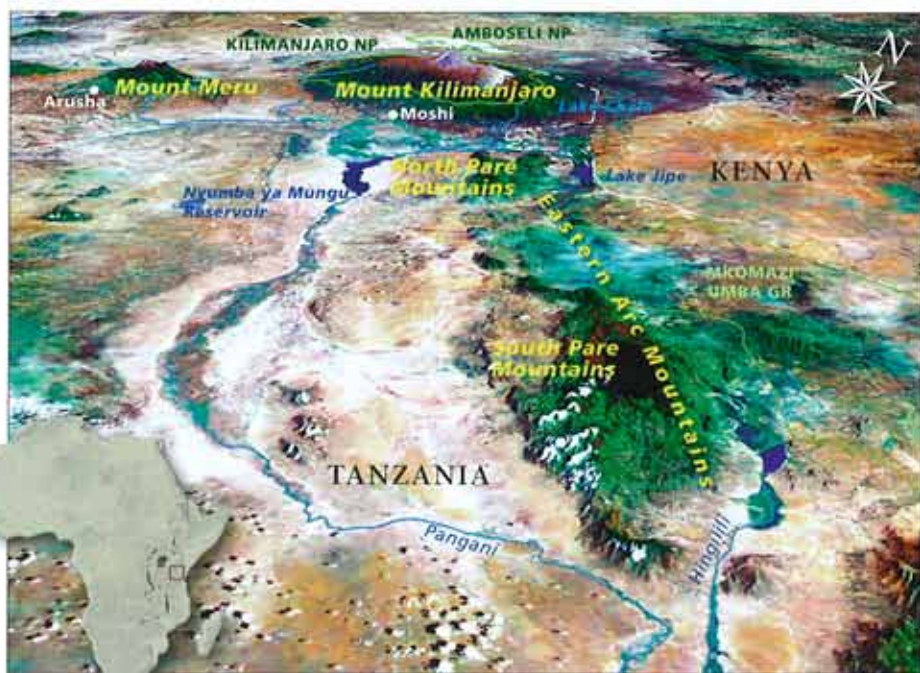 AMBOSELI NP
KILIMANJARO NP
N
Mount Meru
Mount Kilimanjaro
Arusha
Moshi
Lake Chala
North Pare
Mountains
Lake Jipe
KENYA
Nyumba ya Mungu
Reservoir
Eastern Arc Mountains
MKOMAZI
UMBA GR
South Pare
Mountains
TANZANIA
Pangani
Hingilili